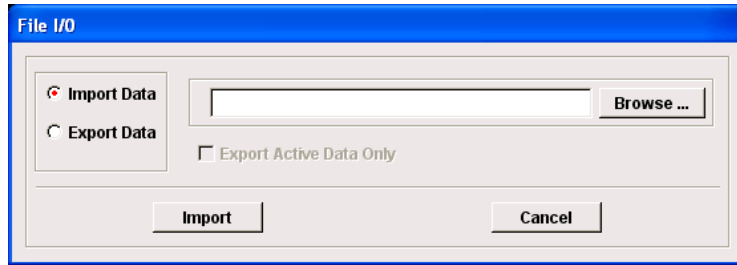 File I/O
Import Data
Browse ...
Export Data
Export Active Data Only
Import
Cancel